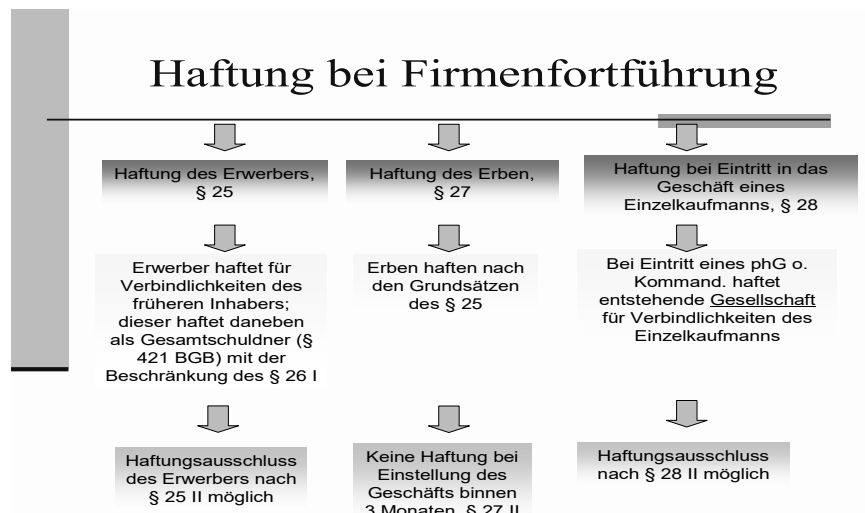 Haftung bei Firmenfortführung
Haftung des Erwerbers,
§ 25
Erwerber haftet für
Verbindlichkeiten des
früheren Inhabers;
dieser haftet daneben
als Gesamtschuldner (§
421 BGB) mit der
Beschränkung des § 26 I
Haftungsausschluss
des Erwerbers nach
§ 25 II möglich
Haftung des Erben,
§ 27
Erben haften nach
den Grundsätzen
des § 25
Keine Haftung bei
Einstellung des
Geschäfts binnen
3 Monaten, § 27 II
Haftung bei Eintritt in das
Geschäft eines
Einzelkaufmanns, § 28
Bei Eintritt eines phG o.
Kommand. haftet
entstehende Gesellschaft
für Verbindlichkeiten des
Einzelkaufmanns
Haftungsausschluss
nach § 28 II möglich